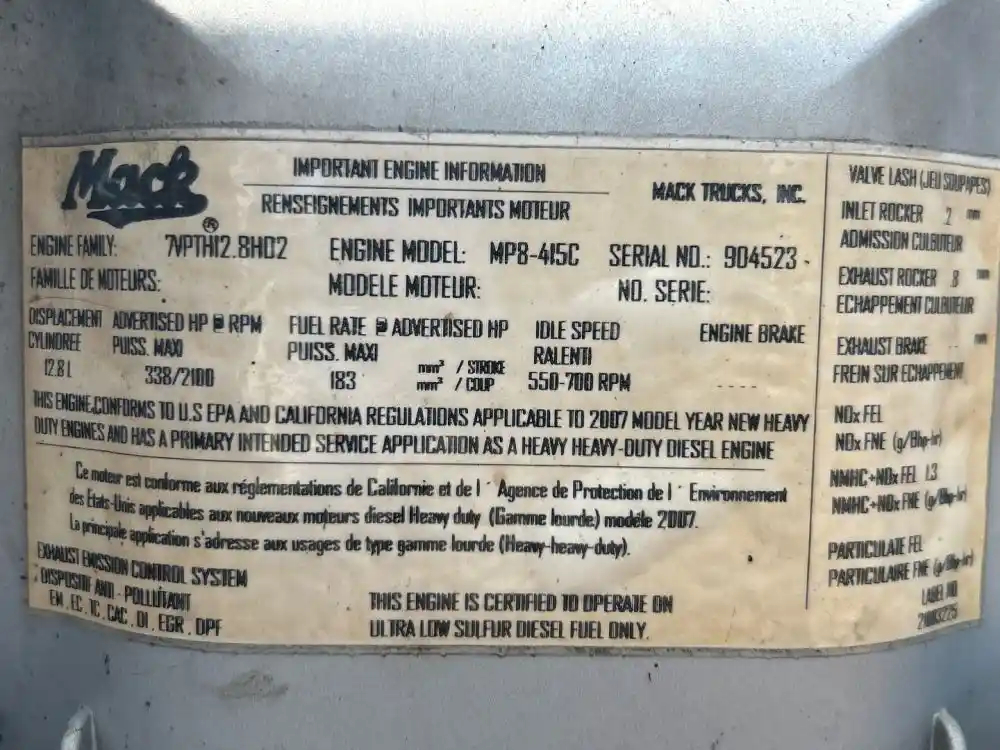 Mack ®
IMPORTANT ENGINE INFORMATION
RENSEIGNEMENTS IMPORTANTS MOTEUR
MACK TRUCKS, INC.
ENGINE FAMILY: 7VPTH12.8H02 ENGINE MODEL: MP8-415C SERIAL NO.: 904523
FAMILLE DE MOTEURS: MODELE MOTEUR: NO. SERIE:
DISPLACEMENT ADVERTISED HP @ RPM FUEL RATE @ ADVERTISED HP IDLE SPEED ENGINE BRAKE
CYLINDREE PUISS. MAXI PUISS. MAXI mm³ / STROKE RALENTI
12.8 L 338/2100 183 mm³ / COUP 550-700 RPM ----
THIS ENGINE CONFORMS TO U.S EPA AND CALIFORNIA REGULATIONS APPLICABLE TO 2007 MODEL YEAR NEW HEAVY
DUTY ENGINES AND HAS A PRIMARY INTENDED SERVICE APPLICATION AS A HEAVY HEAVY-DUTY DIESEL ENGINE
Ce moteur est conforme aux réglementations de Californie et de l ' Agence de Protection de l ' Environnement
des Etats-Unis applicables aux nouveaux moteurs diesel Heavy duty (Gamme lourde) modéle 2007.
La principale application s'adresse aux usages de type gamme lourde (Heavy-heavy-duty).
EXHAUST EMISSION CONTROL SYSTEM
DISPOSITIF ANTI - POLLUTANT
EM , EC , TC , CAC , DI , EGR , DPF
THIS ENGINE IS CERTIFIED TO OPERATE ON
ULTRA LOW SULFUR DIESEL FUEL ONLY.
VALVE LASH (JEU SOUPAPES)
INLET ROCKER 2 mm
ADMISSION CULBUTEUR
EXHAUST ROCKER 8 mm
ECHAPPEMENT CULBUTEUR
EXHAUST BRAKE -- mm
FREIN SUR ECHAPPEMENT
NOx FEL
NOx FNE (g/Bhp-hr)
NMHC+NOx FEL 1.3
NMHC+NOx FNE (g/Bhp-hr)
PARTICULATE FEL
PARTICULAIRE FNE (g/Bhp-hr)
LABEL NO.